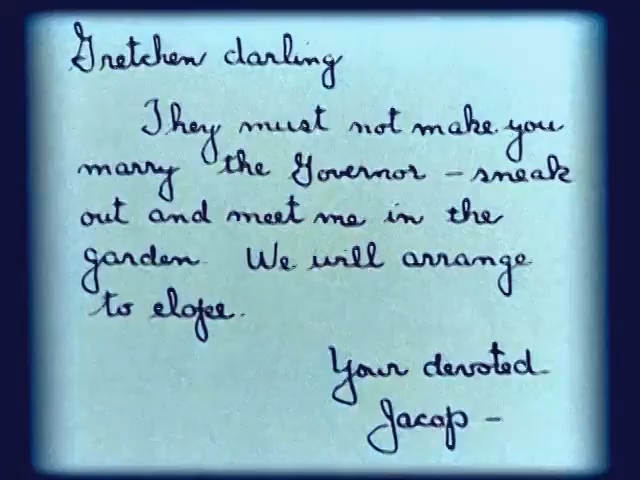 Gretchen darling
They must not make you
marry the Governor - sneak
out and meet me in the
garden. We will arrange
to elope.
Your devoted
Jacop -